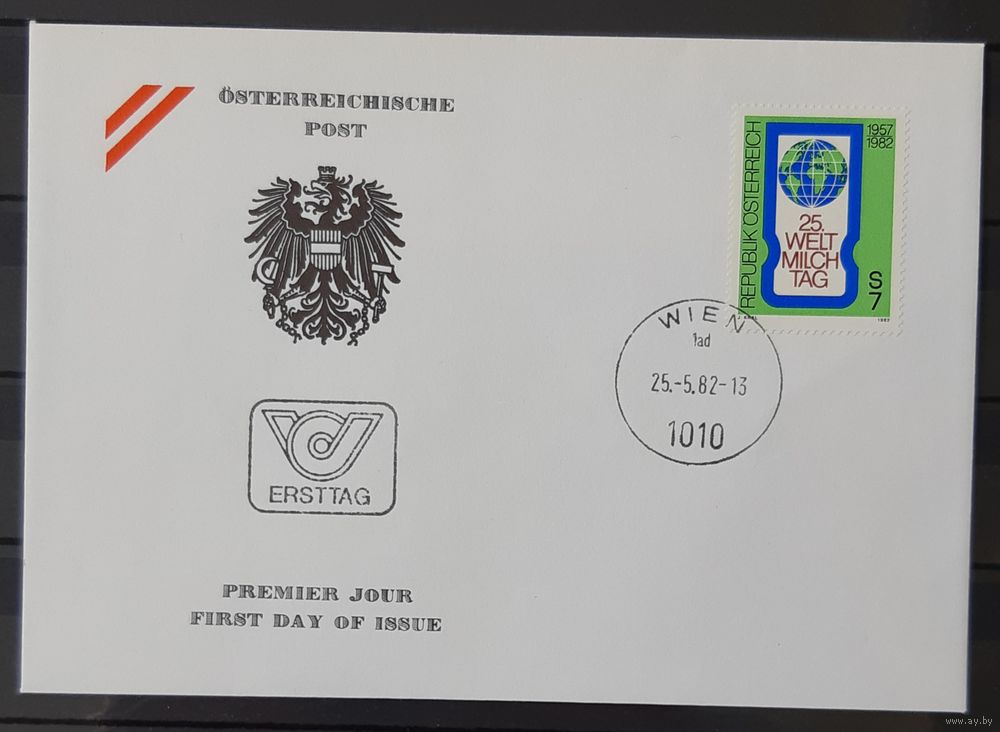 ÖSTERREICHISCHE
POST
ERSTTAG
PREMIER JOUR
FIRST DAY OF ISSUE
REPUBLIK ÖSTERREICH
1957
1982
25.
WELT
MILCH
TAG
S
7
1982
WIEN
1ad
25.-5.82-13
1010
www.ay.by